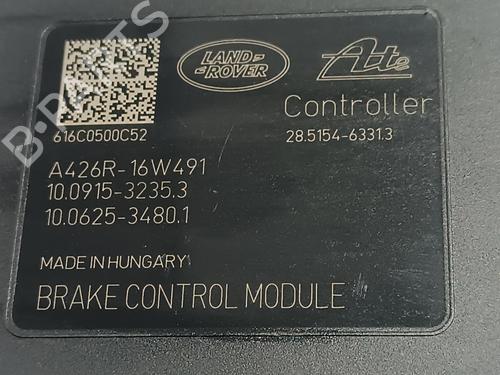 LAND-
-ROVER
Ate
Controller
616C0500C52
28.5154-6331.3
A426R-16W491
10.0915-3235.3
10.0625-3480.1
MADE IN HUNGARY
BRAKE CONTROL MODULE
B-PARTS